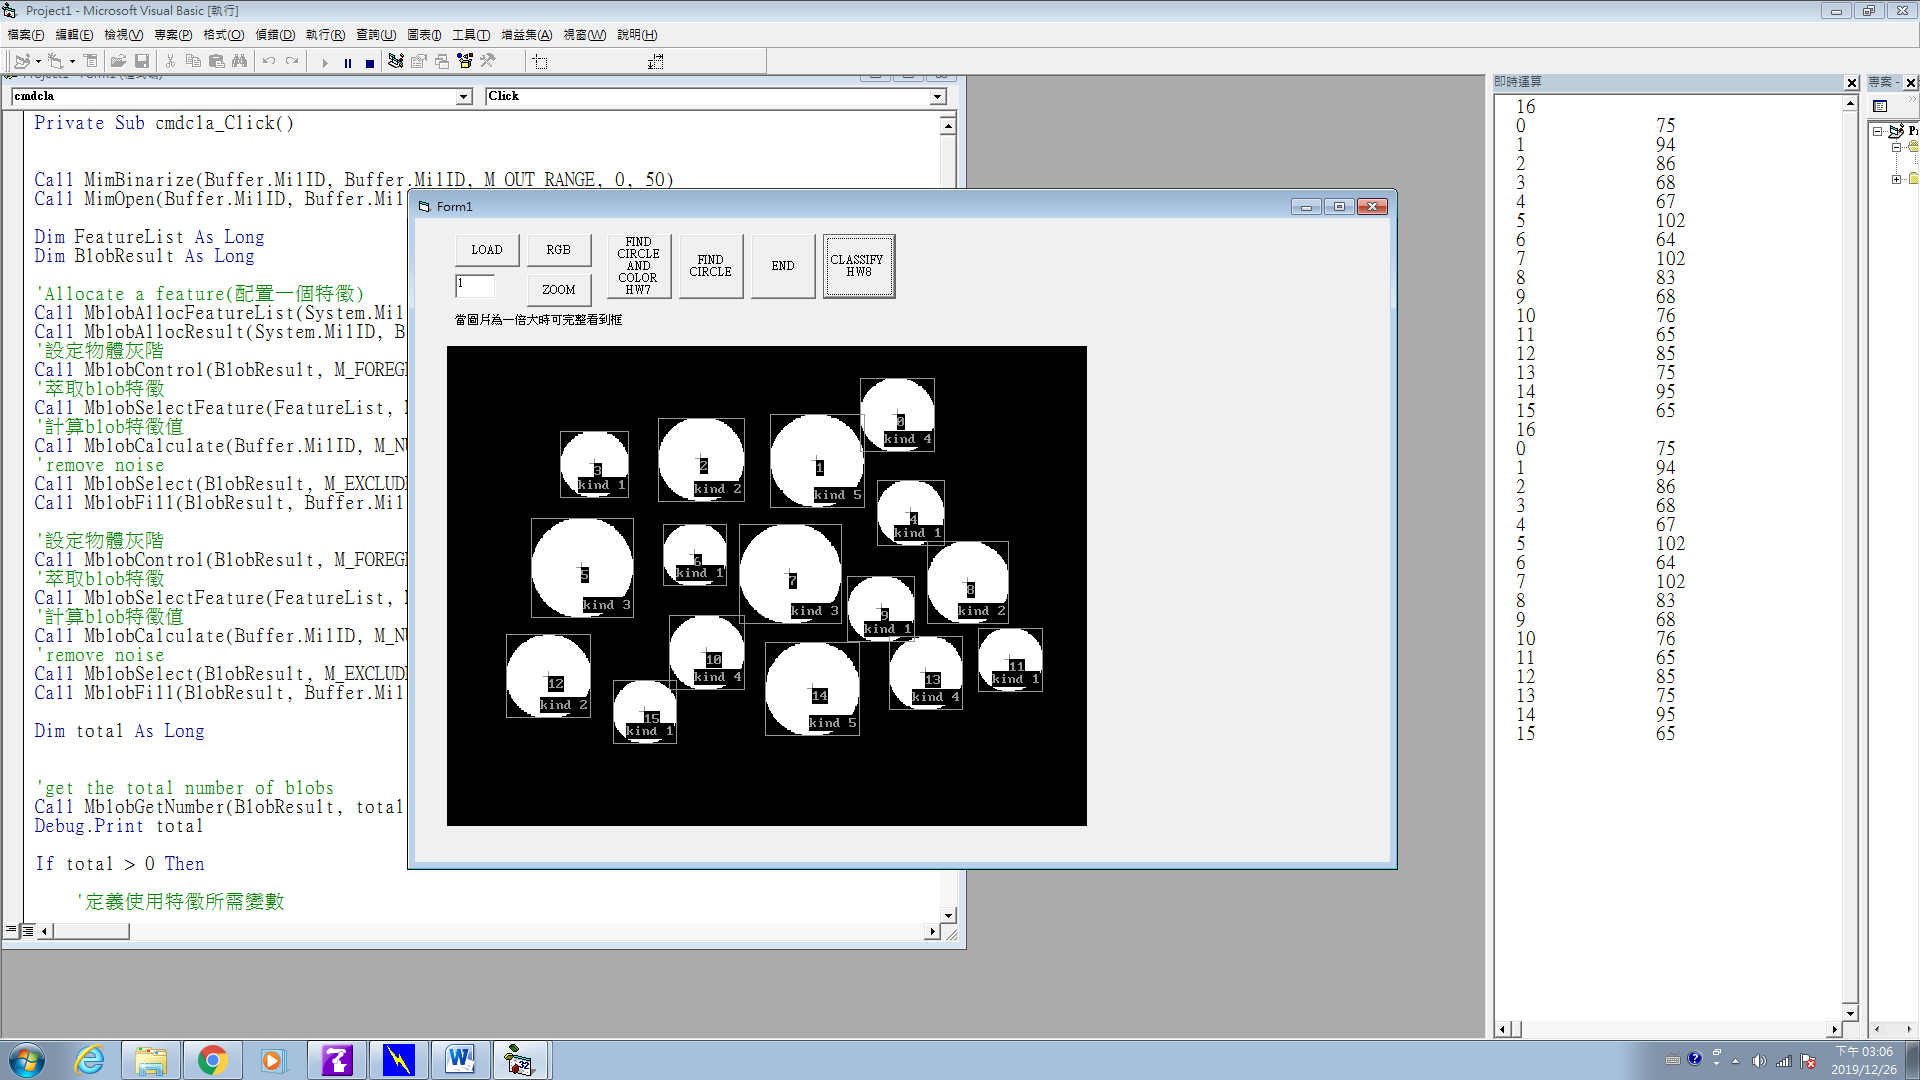 Project1 - Microsoft Visual Basic [執行]
檔案(F) 編輯(E) 檢視(V) 專案(P) 格式(O) 偵錯(D) 執行(R) 查詢(U) 圖表(I) 工具(T) 增益集(A) 視窗(W) 說明(H)
cmdcla
Click
Private Sub cmdcla_Click()
Call MimBinarize(Buffer.MilID, Buffer.MilID, M_OUT_RANGE, 0, 50)
Call MimOpen(Buffer.MilID, Buffer.Mil
Dim FeatureList As Long
Dim BlobResult As Long
'Allocate a feature(配置一個特徵)
Call MblobAllocFeatureList(System.Mil
Call MblobAllocResult(System.MilID, B
'設定物體灰階
Call MblobControl(BlobResult, M_FOREG
'萃取blob特徵
Call MblobSelectFeature(FeatureList,
'計算blob特徵值
Call MblobCalculate(Buffer.MilID, M_NU
'remove noise
Call MblobSelect(BlobResult, M_EXCLUD
Call MblobFill(BlobResult, Buffer.Mil
'設定物體灰階
Call MblobControl(BlobResult, M_FOREG
'萃取blob特徵
Call MblobSelectFeature(FeatureList,
'計算blob特徵值
Call MblobCalculate(Buffer.MilID, M_NU
'remove noise
Call MblobSelect(BlobResult, M_EXCLUD
Call MblobFill(BlobResult, Buffer.Mil
Dim total As Long
'get the total number of blobs
Call MblobGetNumber(BlobResult, total
Debug.Print total
If total > 0 Then
'定義使用特徵所需變數
Form1
LOAD
RGB
FIND
CIRCLE
AND
COLOR
HW7
FIND
CIRCLE
END
CLASSIFY
HW8
1
ZOOM
當圖片為一倍大時可完整看到框
0
kind 4
3
kind 1
2
kind 2
1
kind 5
4
kind 1
5
kind 3
6
kind 1
7
kind 3
8
kind 2
9
kind 1
10
kind 4
11
kind 1
12
kind 2
13
kind 4
14
kind 5
15
kind 1
即時運算
16
0 75
1 94
2 86
3 68
4 67
5 102
6 64
7 102
8 83
9 68
10 76
11 65
12 85
13 75
14 95
15 65
16
0 75
1 94
2 86
3 68
4 67
5 102
6 64
7 102
8 83
9 68
10 76
11 65
12 85
13 75
14 95
15 65
專案 -
下午 03:06
2019/12/26